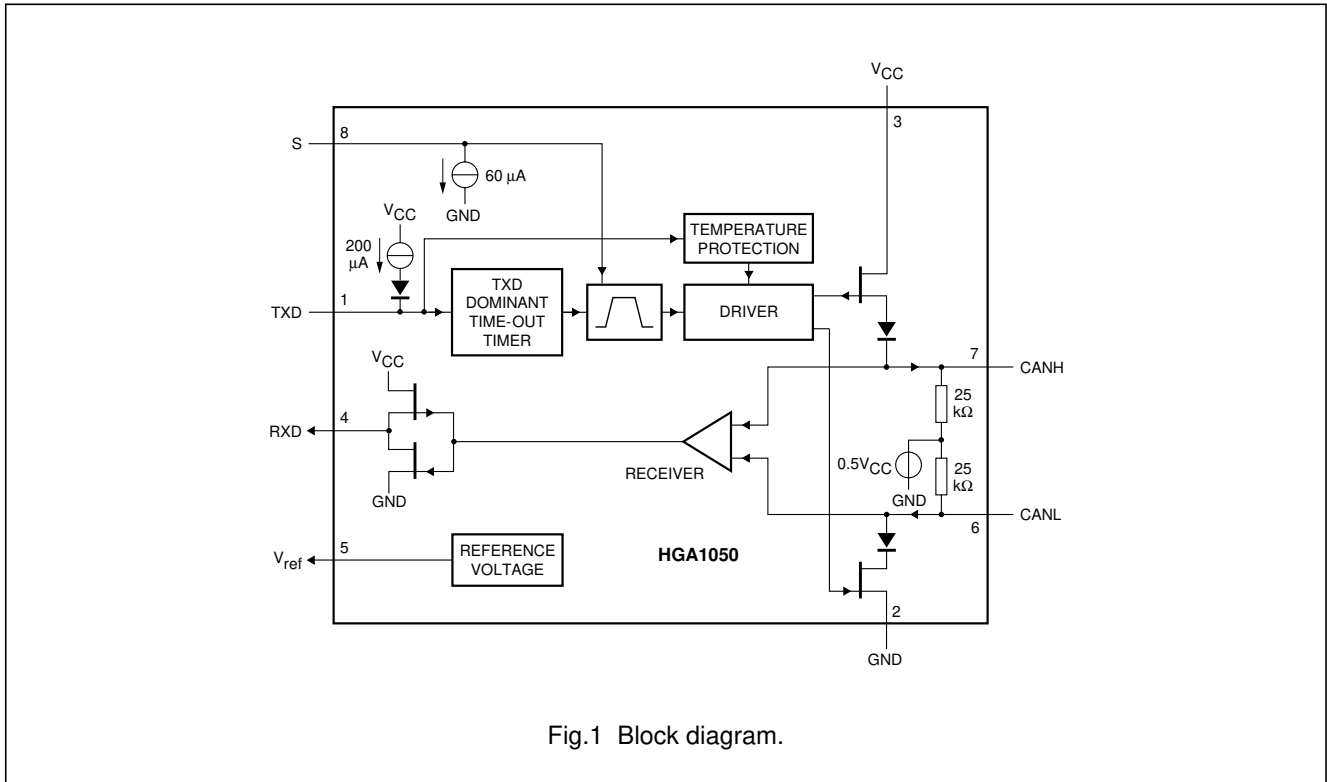 VCC
3
8
S
60 µA
GND
VCC
200
µA
TEMPERATURE
PROTECTION
1
TXD
TXD
DOMINANT
TIME-OUT
TIMER
DRIVER
7
CANH
VCC
25
kΩ
4
RXD
RECEIVER
0.5VCC
25
kΩ
GND
GND
CANL
6
5
Vref
REFERENCE
VOLTAGE
HGA1050
2
GND
Fig.1 Block diagram.